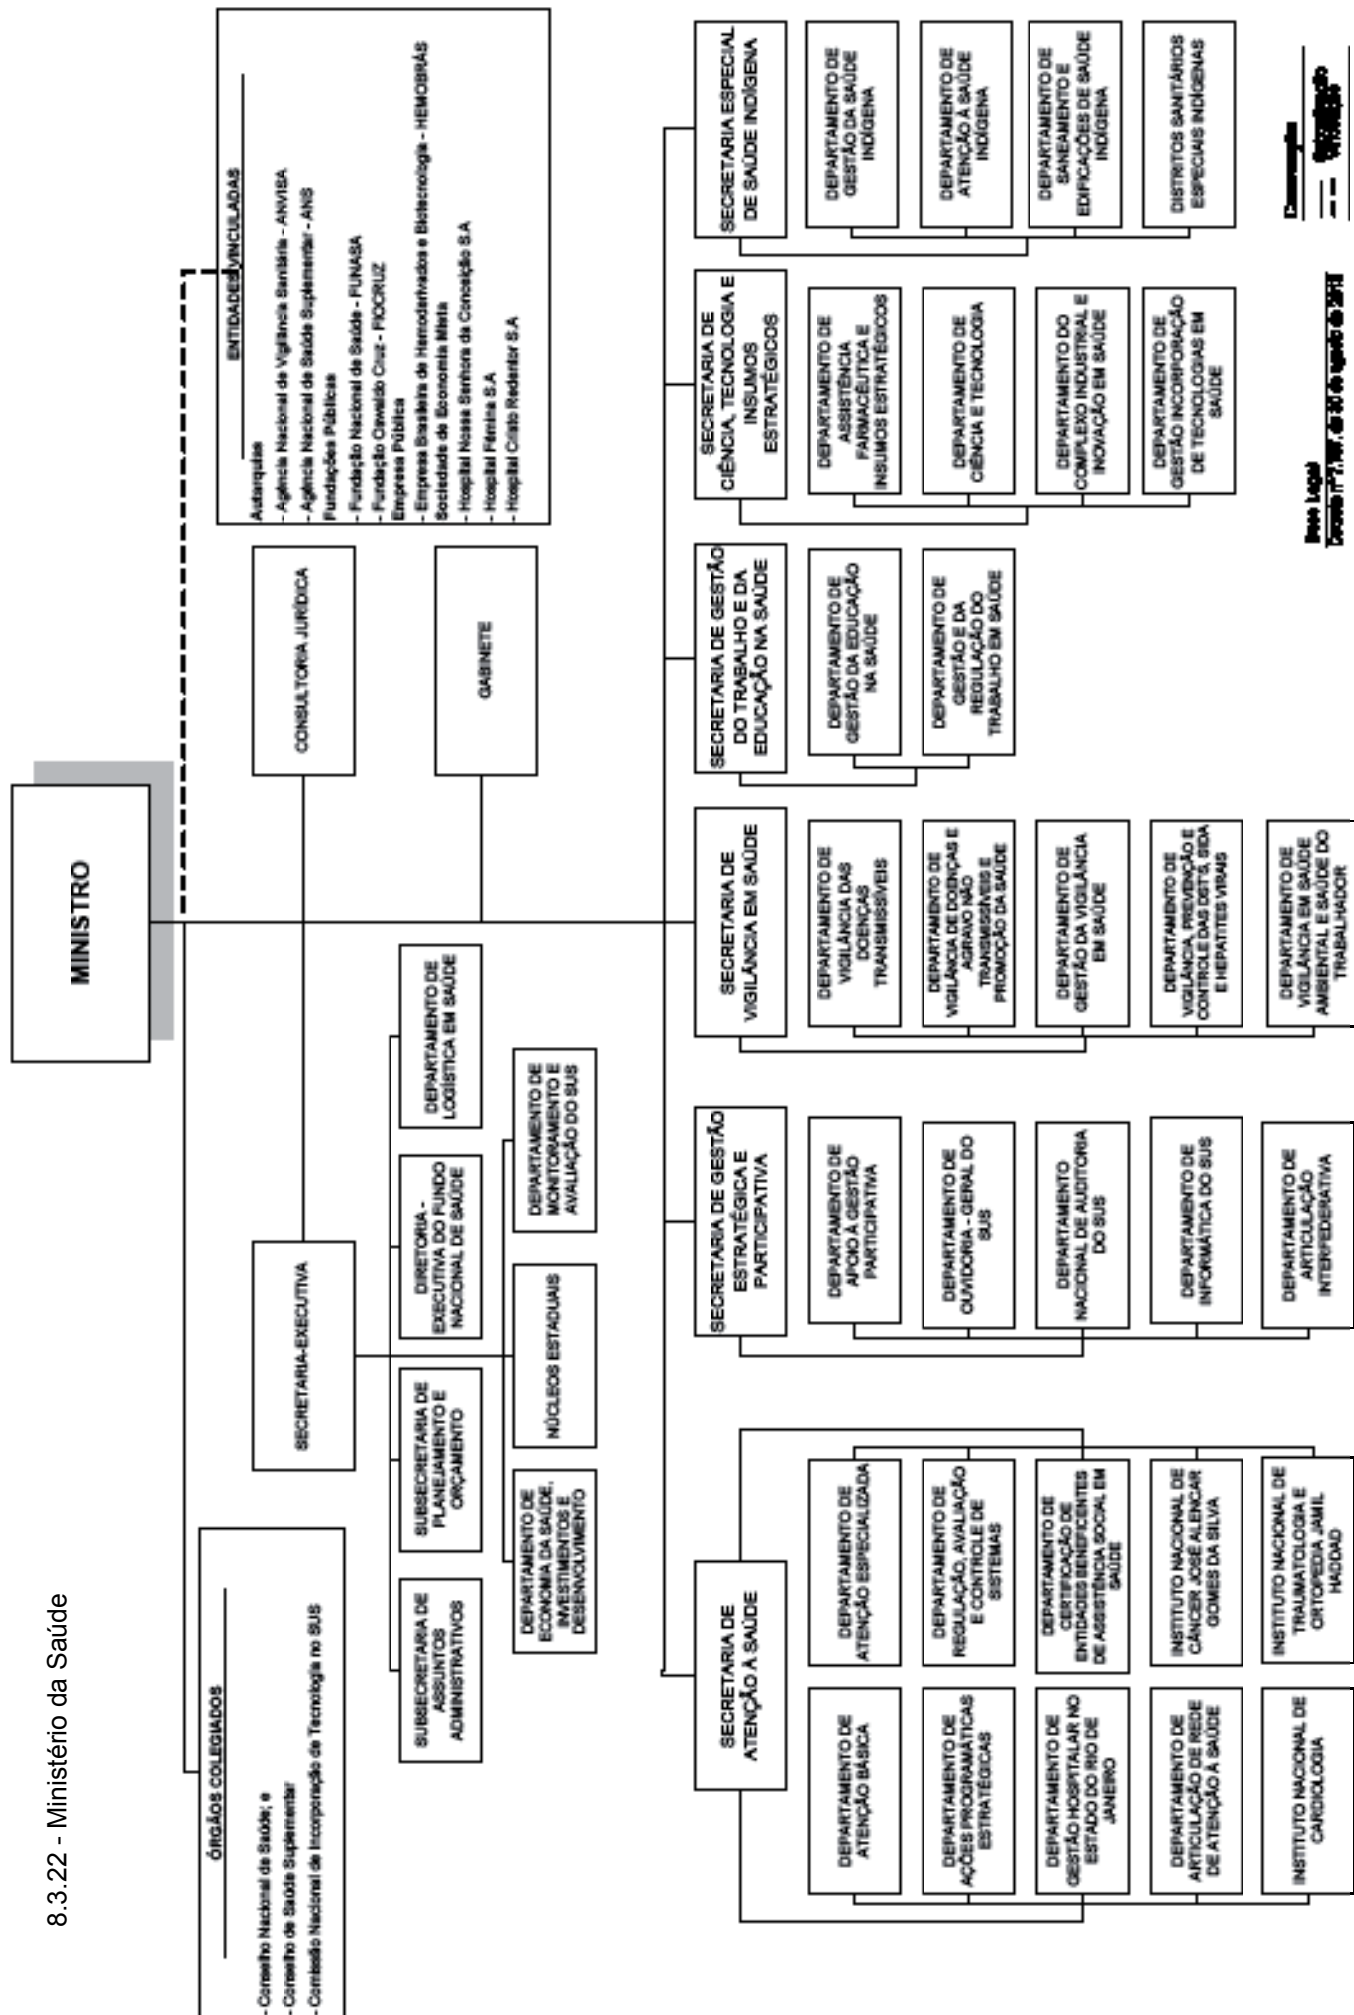 8.3.22 - Ministério da Saúde
MINISTRO
ÓRGÃOS COLEGIADOS
- Conselho Nacional de Saúde; e
- Conselho de Saúde Suplementar
- Comissão Nacional de Incorporação de Tecnologia no SUS
ENTIDADES VINCULADAS
Autarquias
- Agência Nacional de Vigilância Sanitária - ANVISA
- Agência Nacional de Saúde Suplementar - ANS
Fundações Públicas
- Fundação Nacional de Saúde - FUNASA
- Fundação Oswaldo Cruz - FIOCRUZ
Empresa Pública
- Empresa Brasileira de Hemoderivados e Biotecnologia - HEMOBRÁS
Sociedade de Economia Mista
- Hospital Nossa Senhora da Conceição S.A
- Hospital Fêmina S.A
- Hospital Cristo Redentor S.A
SECRETARIA-EXECUTIVA
CONSULTORIA JURÍDICA
GABINETE
SUBSECRETARIA DE
ASSUNTOS
ADMINISTRATIVOS
SUBSECRETARIA DE
PLANEJAMENTO E
ORÇAMENTO
DIRETORIA -
EXECUTIVA DO FUNDO
NACIONAL DE SAÚDE
DEPARTAMENTO DE
LOGÍSTICA EM SAÚDE
DEPARTAMENTO DE
ECONOMIA DA SAÚDE,
INVESTIMENTOS E
DESENVOLVIMENTO
NÚCLEOS ESTADUAIS
DEPARTAMENTO DE
MONITORAMENTO E
AVALIAÇÃO DO SUS
SECRETARIA DE
ATENÇÃO À SAÚDE
DEPARTAMENTO DE
ATENÇÃO BÁSICA
DEPARTAMENTO DE
AÇÕES PROGRAMÁTICAS
ESTRATÉGICAS
DEPARTAMENTO DE
GESTÃO HOSPITALAR NO
ESTADO DO RIO DE
JANEIRO
DEPARTAMENTO DE
ARTICULAÇÃO DE REDE
DE ATENÇÃO À SAÚDE
INSTITUTO NACIONAL DE
CARDIOLOGIA
DEPARTAMENTO DE
ATENÇÃO ESPECIALIZADA
DEPARTAMENTO DE
REGULAÇÃO, AVALIAÇÃO
E CONTROLE DE
SISTEMAS
DEPARTAMENTO DE
CERTIFICAÇÃO DE
ENTIDADES BENEFICENTES
DE ASSISTÊNCIA SOCIAL EM
SAÚDE
INSTITUTO NACIONAL DE
CÂNCER JOSÉ ALENCAR
GOMES DA SILVA
INSTITUTO NACIONAL DE
TRAUMATOLOGIA E
ORTOPEDIA JAMIL
HADDAD
SECRETARIA DE GESTÃO
ESTRATÉGICA E
PARTICIPATIVA
DEPARTAMENTO DE
APOIO À GESTÃO
PARTICIPATIVA
DEPARTAMENTO DE
OUVIDORIA - GERAL DO
SUS
DEPARTAMENTO
NACIONAL DE AUDITORIA
DO SUS
DEPARTAMENTO DE
INFORMÁTICA DO SUS
DEPARTAMENTO DE
ARTICULAÇÃO
INTERFEDERATIVA
SECRETARIA DE
VIGILÂNCIA EM SAÚDE
DEPARTAMENTO DE
VIGILÂNCIA DAS
DOENÇAS
TRANSMISSÍVEIS
DEPARTAMENTO DE
VIGILÂNCIA DE DOENÇAS E
AGRAVO NÃO
TRANSMISSÍVEIS E
PROMOÇÃO DA SAÚDE
DEPARTAMENTO DE
GESTÃO DA VIGILÂNCIA
EM SAÚDE
DEPARTAMENTO DE
VIGILÂNCIA, PREVENÇÃO E
CONTROLE DAS DST'S, SIDA
E HEPATITES VIRAIS
DEPARTAMENTO DE
VIGILÂNCIA EM SAÚDE
AMBIENTAL E SAÚDE DO
TRABALHADOR
SECRETARIA DE GESTÃO
DO TRABALHO E DA
EDUCAÇÃO NA SAÚDE
DEPARTAMENTO DE
GESTÃO DA EDUCAÇÃO
NA SAÚDE
DEPARTAMENTO DE
GESTÃO E DA
REGULAÇÃO DO
TRABALHO EM SAÚDE
SECRETARIA DE
CIÊNCIA, TECNOLOGIA E
INSUMOS
ESTRATÉGICOS
DEPARTAMENTO DE
ASSISTÊNCIA
FARMACÊUTICA E
INSUMOS ESTRATÉGICOS
DEPARTAMENTO DE
CIÊNCIA E TECNOLOGIA
DEPARTAMENTO DO
COMPLEXO INDUSTRIAL E
INOVAÇÃO EM SAÚDE
DEPARTAMENTO DE
GESTÃO INCORPORAÇÃO
DE TECNOLOGIAS EM
SAÚDE
SECRETARIA ESPECIAL
DE SAÚDE INDÍGENA
DEPARTAMENTO DE
GESTÃO DA SAÚDE
INDÍGENA
DEPARTAMENTO DE
ATENÇÃO À SAÚDE
INDÍGENA
DEPARTAMENTO DE
SANEAMENTO E
EDIFICAÇÕES DE SAÚDE
INDÍGENA
DISTRITOS SANITÁRIOS
ESPECIAIS INDÍGENAS
Base Legal
Decreto de agosto de